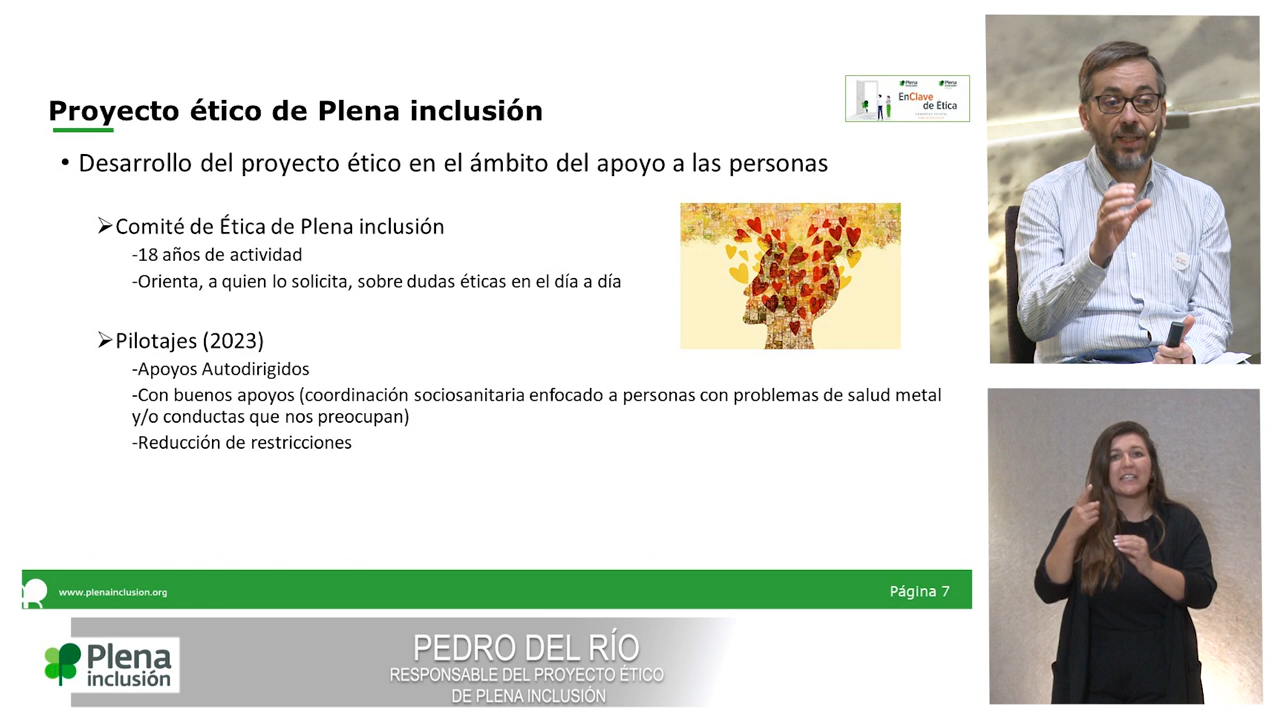 Proyecto ético de Plena inclusión
Plena
Plena
EnClave
de Etica
• Desarrollo del proyecto ético en el ámbito del apoyo a las personas
➢Comité de Ética de Plena inclusión
-18 años de actividad
-Orienta, a quien lo solicita, sobre dudas éticas en el día a día
➢Pilotajes (2023)
-Apoyos Autodirigidos
-Con buenos apoyos (coordinación sociosanitaria enfocado a personas con problemas de salud metal
y/o conductas que nos preocupan)
-Reducción de restricciones
www.plenainclusion.org
Página 7
Plena
inclusión
PEDRO DEL RÍO
RESPONSABLE DEL PROYECTO ÉTICO
DE PLENA INCLUSIÓN